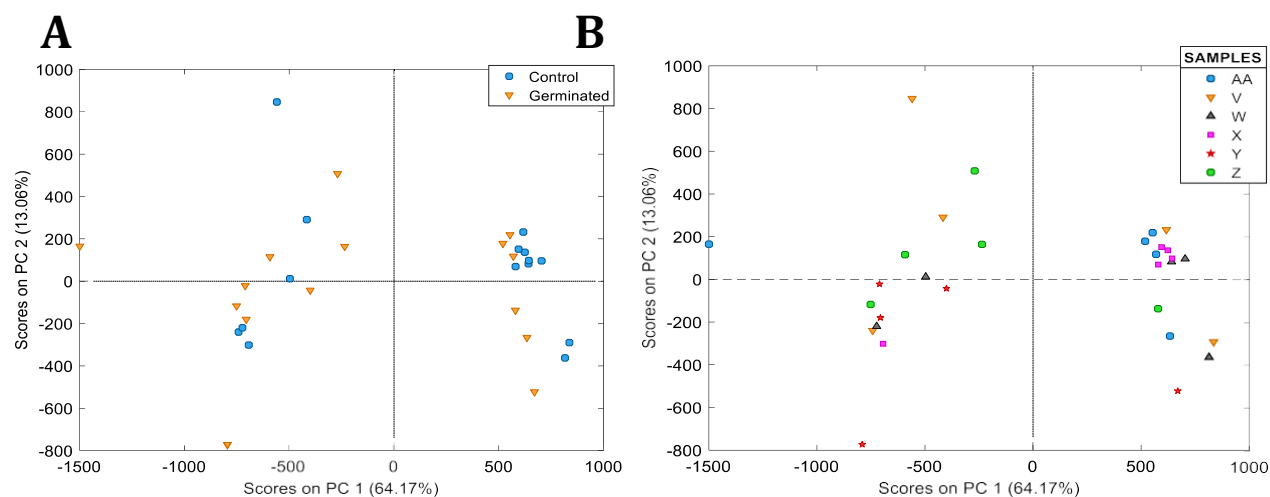 A
1000
800
600
400
200
0
-200
-400
-600
-800
-1500
-1000
-500
0
500
1000
Scores on PC 2 (13.06%)
Scores on PC 1 (64.17%)
Control
Germinated
B
1000
800
600
400
200
0
-200
-400
-600
-800
-1500
-1000
-500
0
500
1000
Scores on PC 2 (13.06%)
Scores on PC 1 (64.17%)
SAMPLES
AA
V
W
X
Y
Z